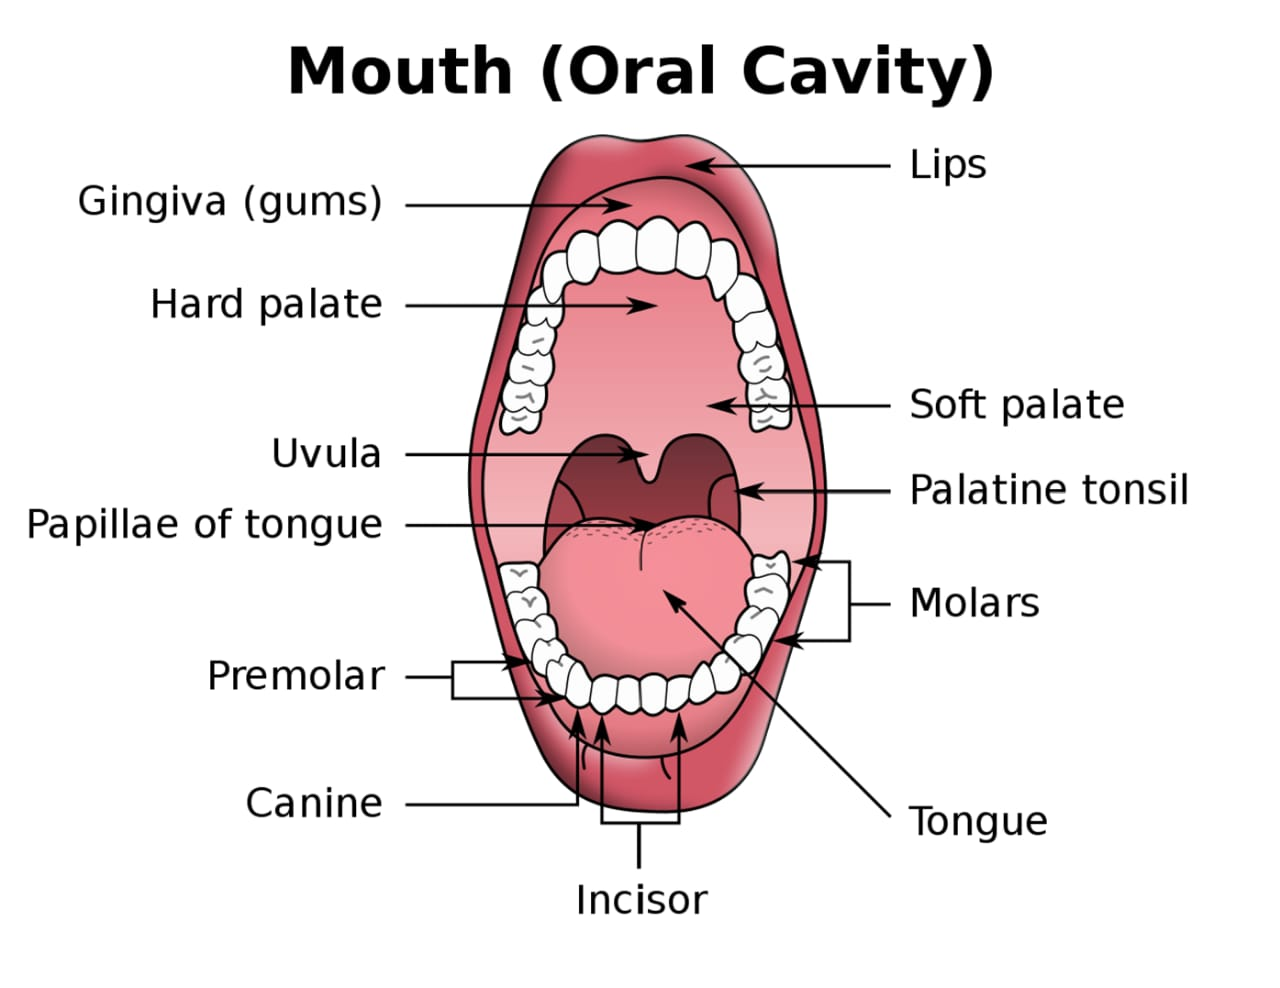 Mouth (Oral Cavity)
Lips
Gingiva (gums)
Hard palate
Soft palate
Uvula
Palatine tonsil
Papillae of tongue
Molars
Premolar
Canine
Tongue
Incisor